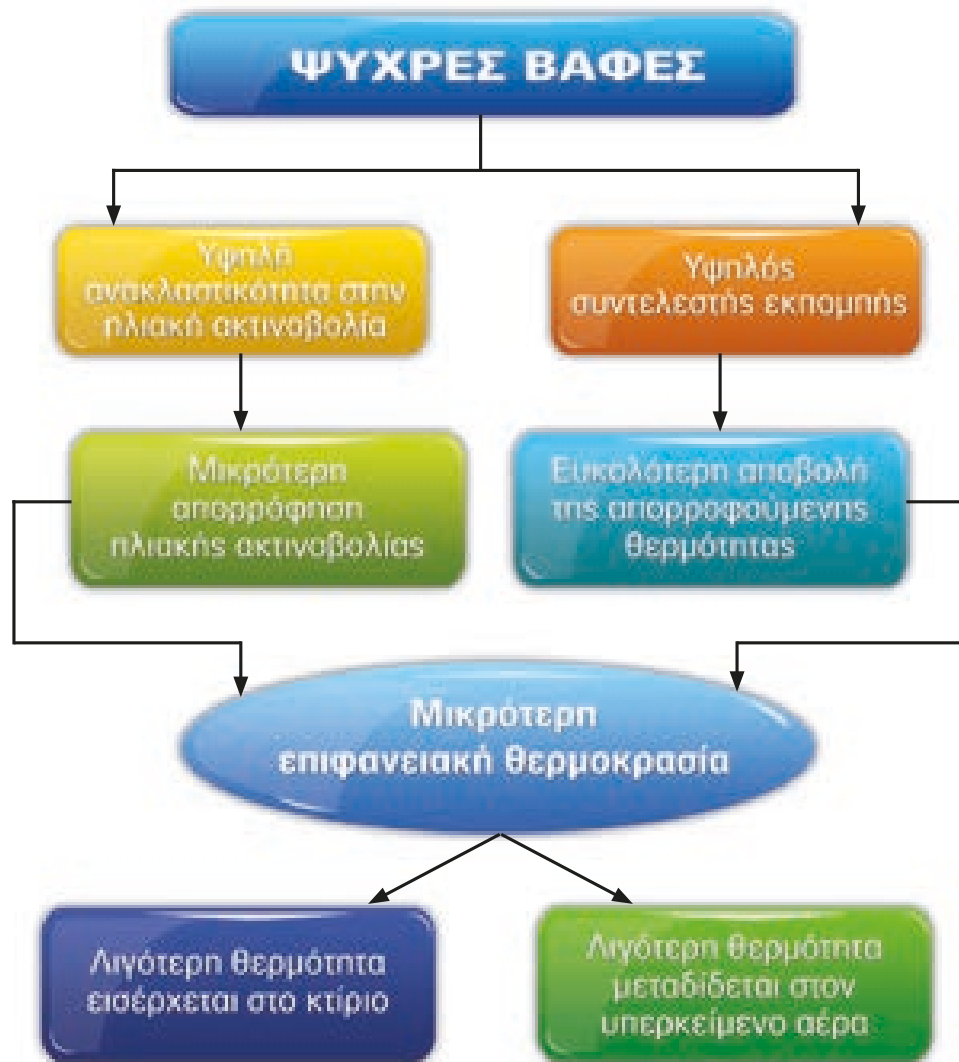 ΨΥΧΡΕΣ ΒΑΦΕΣ
Υψηλή
ανακλαστικότητα στην
ηλιακή ακτινοβολία
Υψηλός
συντελεστής εκπομπής
Μικρότερη
απορρόφηση
ηλιακής ακτινοβολίας
Ευκολότερη αποβολή
της απορροφούμενης
θερμότητας
Μικρότερη
επιφανειακή θερμοκρασία
Λιγότερη θερμότητα
εισέρχεται στο κτίριο
Λιγότερη θερμότητα
μεταδίδεται στον
υπερκείμενο αέρα